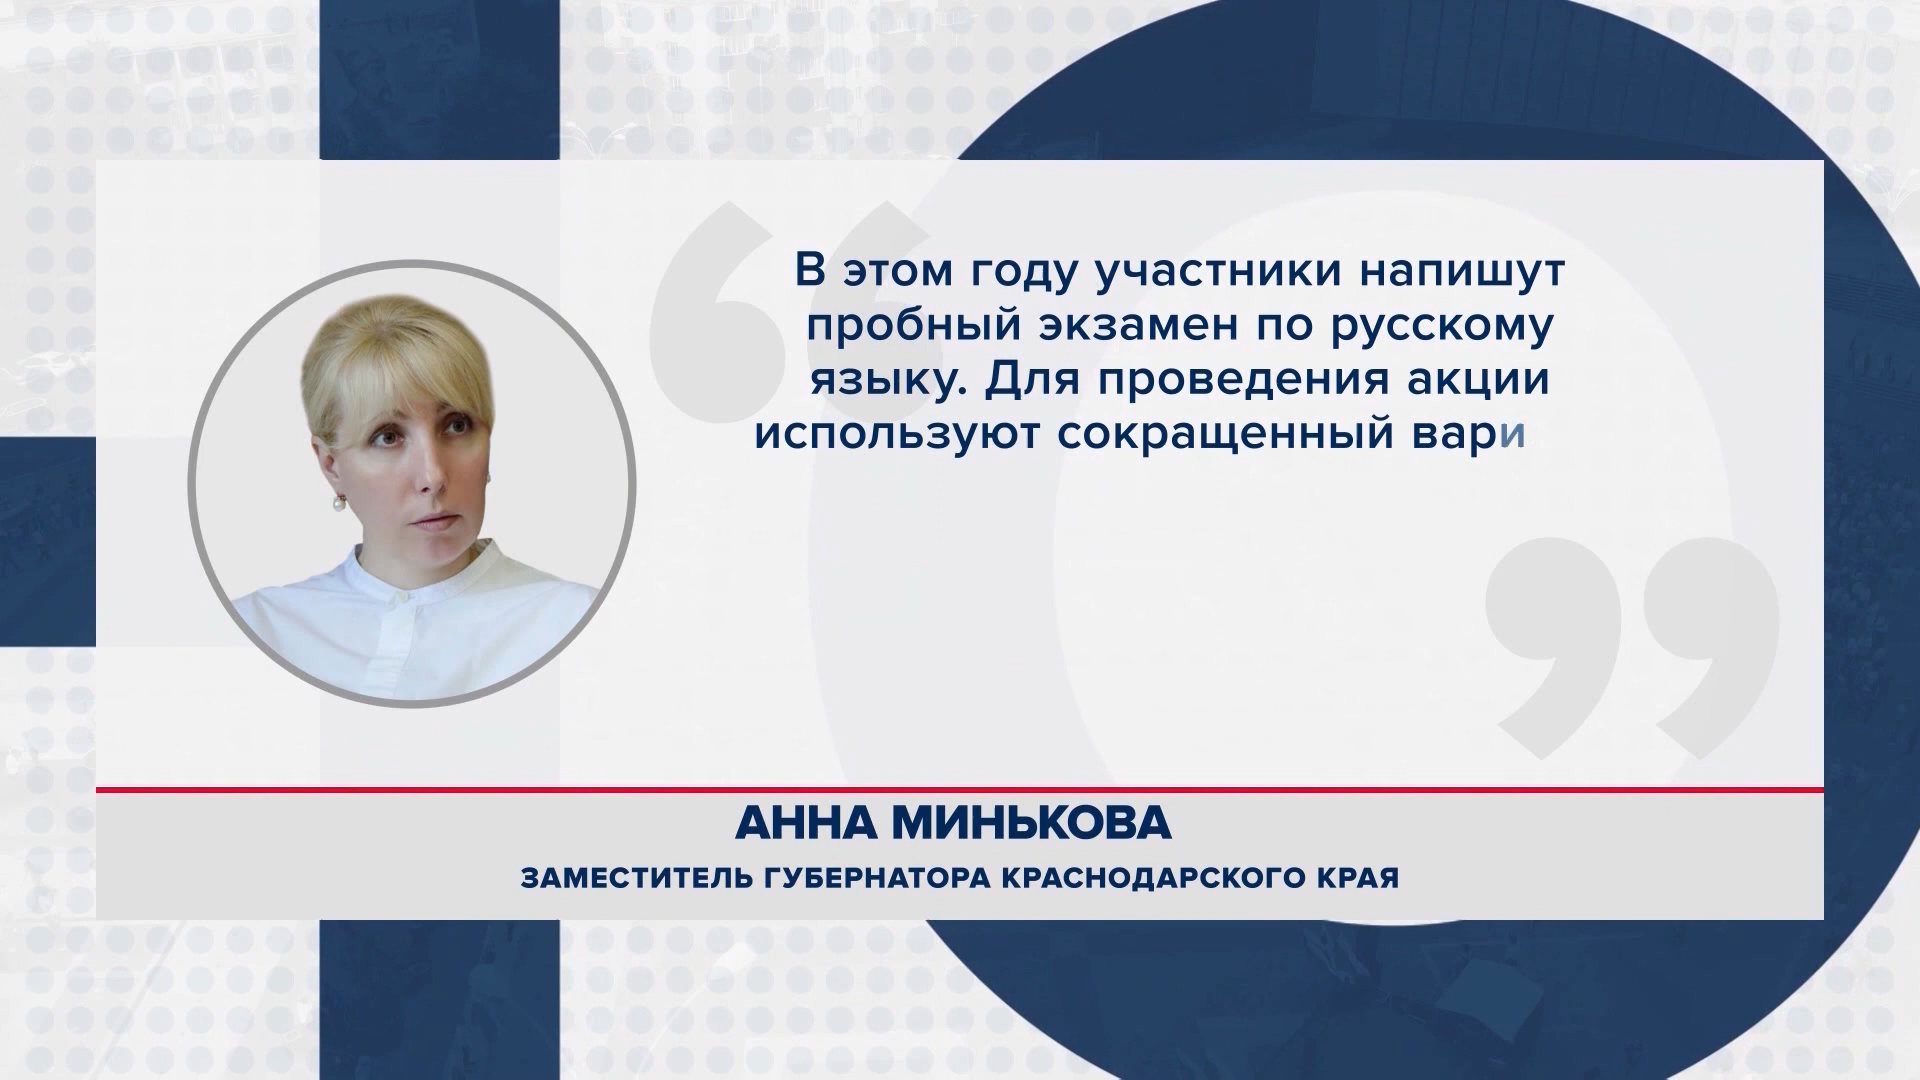 В этом году участники напишут
пробный экзамен по русскому
языку. Для проведения акции
используют сокращенный вари
АННА МИНЬКОВА
ЗАМЕСТИТЕЛЬ ГУБЕРНАТОРА КРАСНОДАРСКОГО КРАЯ